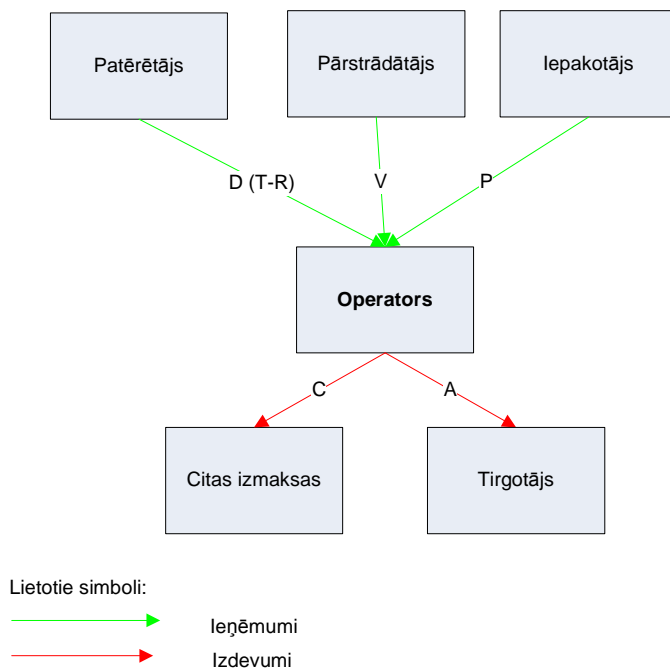 Patērētājs
Pārstrādātājs
Iepakotājs
D (T-R)
V
P
Operators
C
A
Citas izmaksas
Tirgotājs
Lietotie simboli:
Ieņēmumi
Izdevumi